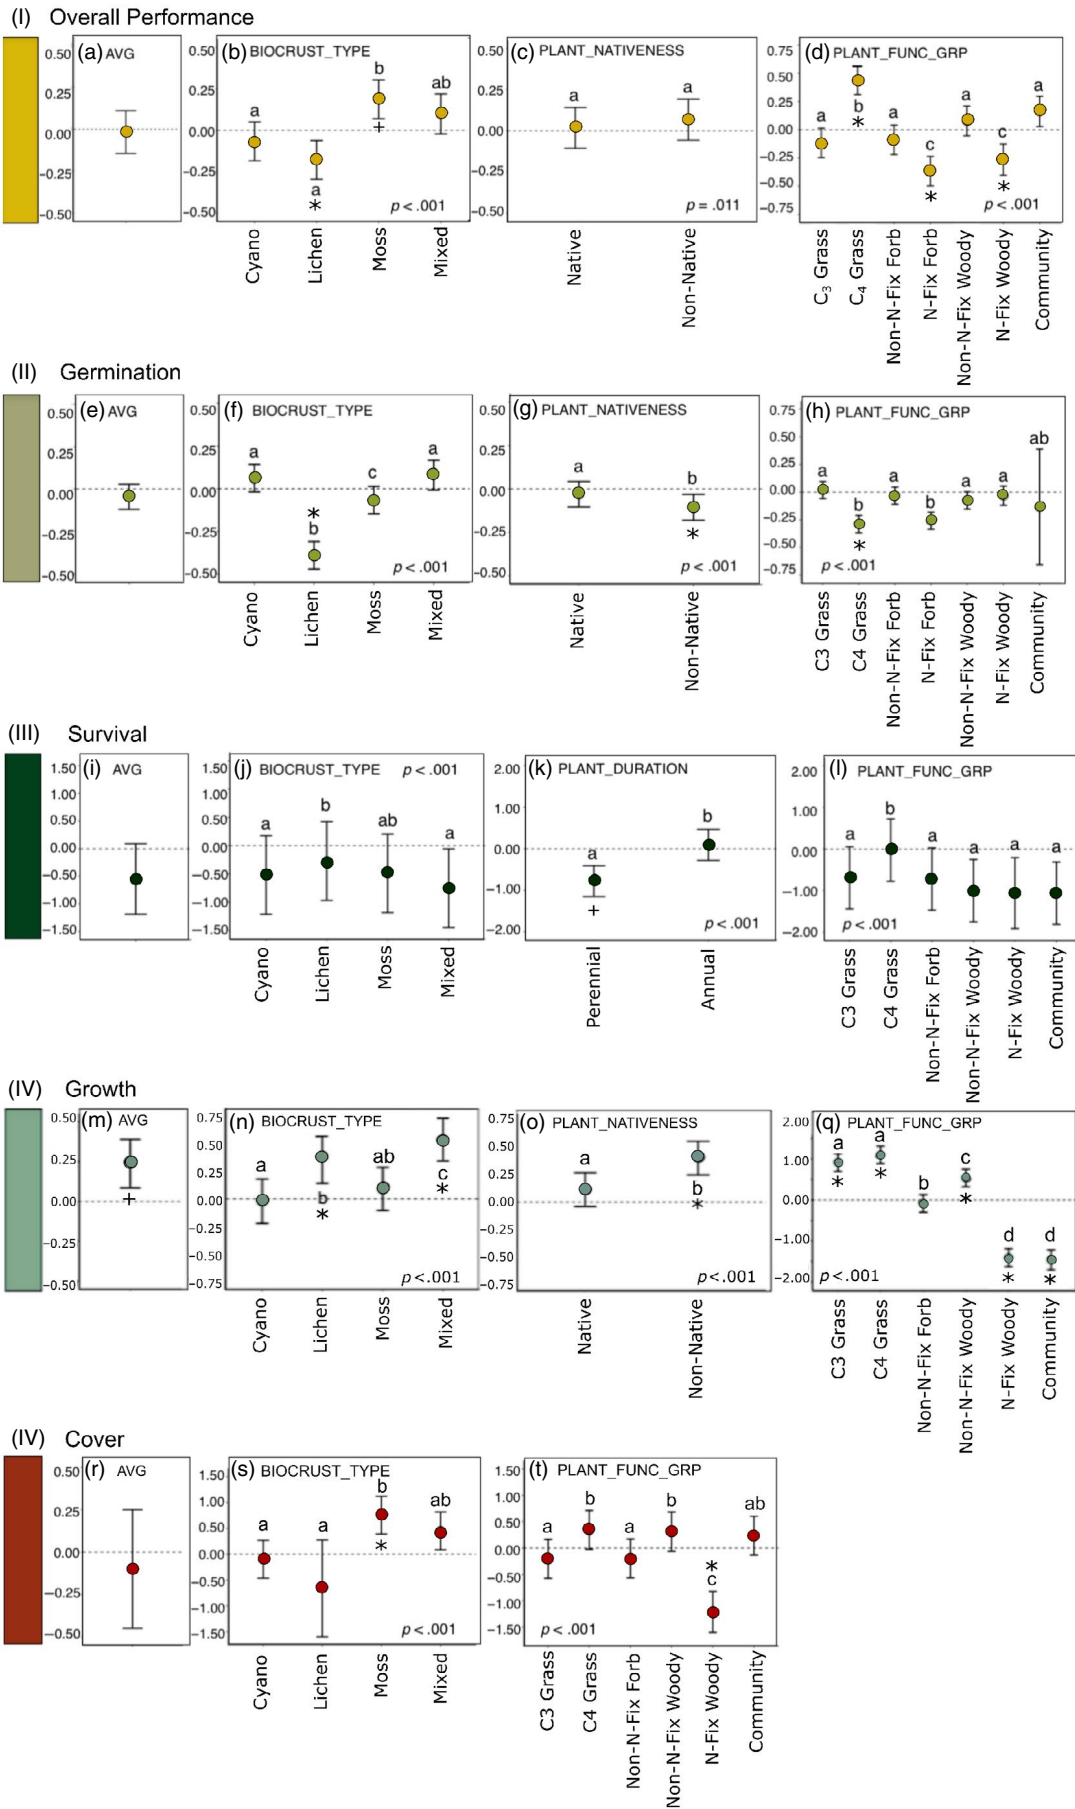 (I) Overall Performance
(a) AVG
0.50
0.25
0.00
−0.25
−0.50
(b) BIOCRUST_TYPE
0.50
0.25
0.00
−0.25
−0.50
a
a
*
b
+
ab
p < .001
Cyano
Lichen
Moss
Mixed
(c) PLANT_NATIVENESS
0.50
0.25
0.00
−0.25
−0.50
a
a
p = .011
Native
Non-Native
(d) PLANT_FUNC_GRP
0.75
0.50
0.25
0.00
−0.25
−0.50
−0.75
a
b
*
a
c
*
a
c
*
a
p < .001
C3 Grass
C4 Grass
Non-N-Fix Forb
N-Fix Forb
Non-N-Fix Woody
N-Fix Woody
Community
(II) Germination
(e) AVG
0.50
0.25
0.00
−0.25
−0.50
(f) BIOCRUST_TYPE
0.50
0.25
0.00
−0.25
−0.50
a
*
b
c
a
p < .001
Cyano
Lichen
Moss
Mixed
(g) PLANT_NATIVENESS
0.50
0.25
0.00
−0.25
−0.50
a
b
*
p < .001
Native
Non-Native
(h) PLANT_FUNC_GRP
0.75
0.50
0.25
0.00
−0.25
−0.50
−0.75
a
b
*
a
b
a
a
ab
p < .001
C3 Grass
C4 Grass
Non-N-Fix Forb
N-Fix Forb
Non-N-Fix Woody
N-Fix Woody
Community
(III) Survival
(i) AVG
1.50
1.00
0.50
0.00
−0.50
−1.00
−1.50
(j) BIOCRUST_TYPE p < .001
1.50
1.00
0.50
0.00
−0.50
−1.00
−1.50
a
b
ab
a
Cyano
Lichen
Moss
Mixed
(k) PLANT_DURATION
2.00
1.00
0.00
−1.00
−2.00
a
+
b
p < .001
Perennial
Annual
(l) PLANT_FUNC_GRP
2.00
1.00
0.00
−1.00
−2.00
a
b
a
a
a
a
p < .001
C3 Grass
C4 Grass
Non-N-Fix Forb
Non-N-Fix Woody
N-Fix Woody
Community
(IV) Growth
(m) AVG
0.50
0.25
0.00
−0.25
−0.50
+
(n) BIOCRUST_TYPE
0.75
0.50
0.25
0.00
−0.25
−0.50
−0.75
a
b
*
ab
c
*
p < .001
Cyano
Lichen
Moss
Mixed
(o) PLANT_NATIVENESS
0.75
0.50
0.25
0.00
−0.25
−0.50
−0.75
a
b
*
p < .001
Native
Non-Native
(q) PLANT_FUNC_GRP
2.00
1.00
0.00
−1.00
−2.00
a
*
a
*
b
c
*
d
*
d
*
p < .001
C3 Grass
C4 Grass
Non-N-Fix Forb
Non-N-Fix Woody
N-Fix Woody
Community
(IV) Cover
(r) AVG
0.50
0.25
0.00
−0.25
−0.50
(s) BIOCRUST_TYPE
1.50
1.00
0.50
0.00
−0.50
−1.00
−1.50
a
a
b
*
ab
p < .001
Cyano
Lichen
Moss
Mixed
(t) PLANT_FUNC_GRP
1.50
1.00
0.50
0.00
−0.50
−1.00
−1.50
a
b
a
b
*
c
ab
p < .001
C3 Grass
C4 Grass
Non-N-Fix Forb
Non-N-Fix Woody
N-Fix Woody
Community